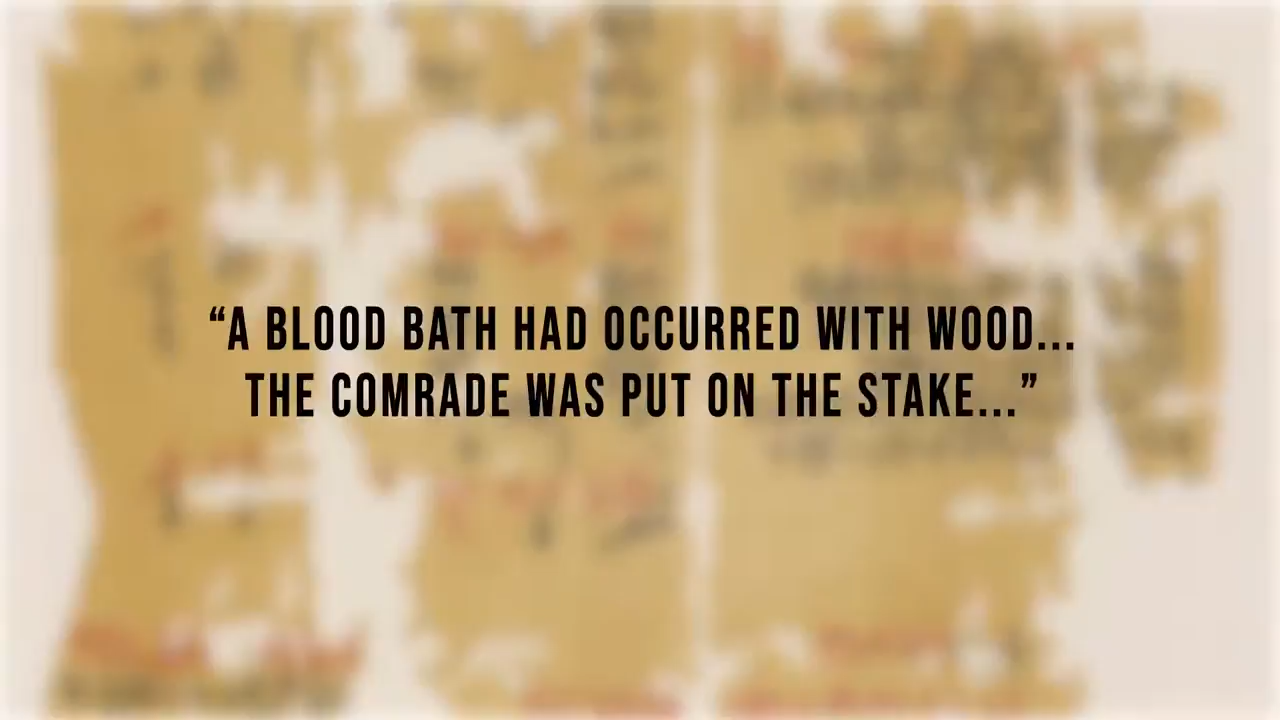 “A BLOOD BATH HAD OCCURRED WITH WOOD...
THE COMRADE WAS PUT ON THE STAKE...”